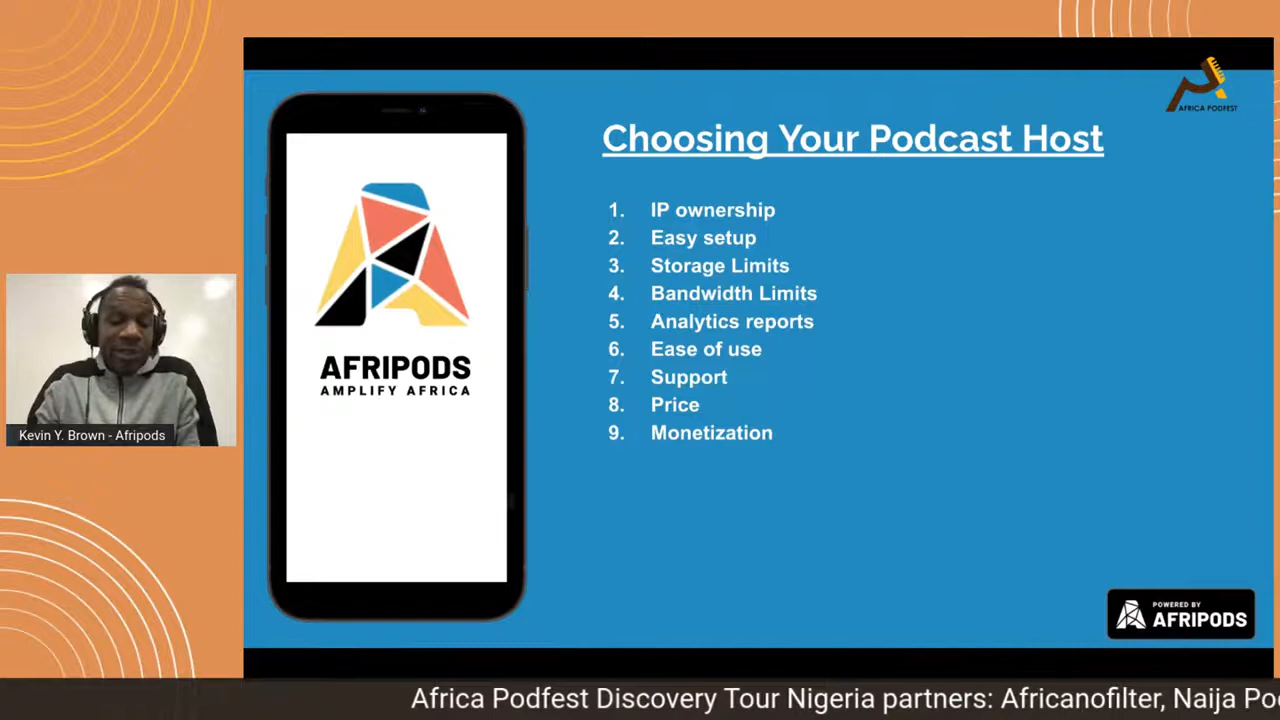 AFRICA PODFEST
Choosing Your Podcast Host
1. IP ownership
2. Easy setup
3. Storage Limits
4. Bandwidth Limits
5. Analytics reports
6. Ease of use
7. Support
8. Price
9. Monetization
AFRIPODS
AMPLIFY AFRICA
Kevin Y. Brown - Afripods
POWERED BY
AFRIPODS
Africa Podfest Discovery Tour Nigeria partners: Africanofilter, Naija Po